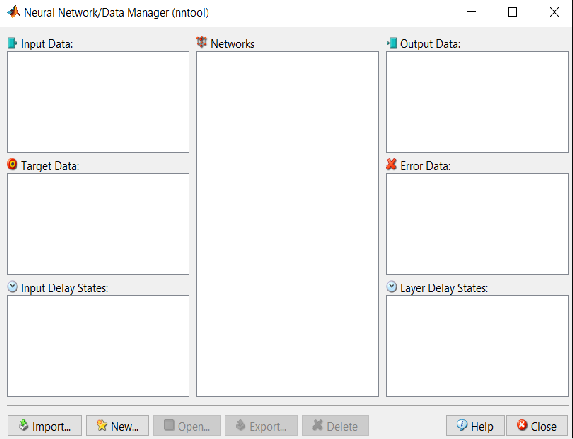 Neural Network/Data Manager (nntool)
Input Data:
Networks
Output Data:
Target Data:
Error Data:
Input Delay States:
Layer Delay States:
Import...
New...
Open...
Export...
Delete
Help
Close